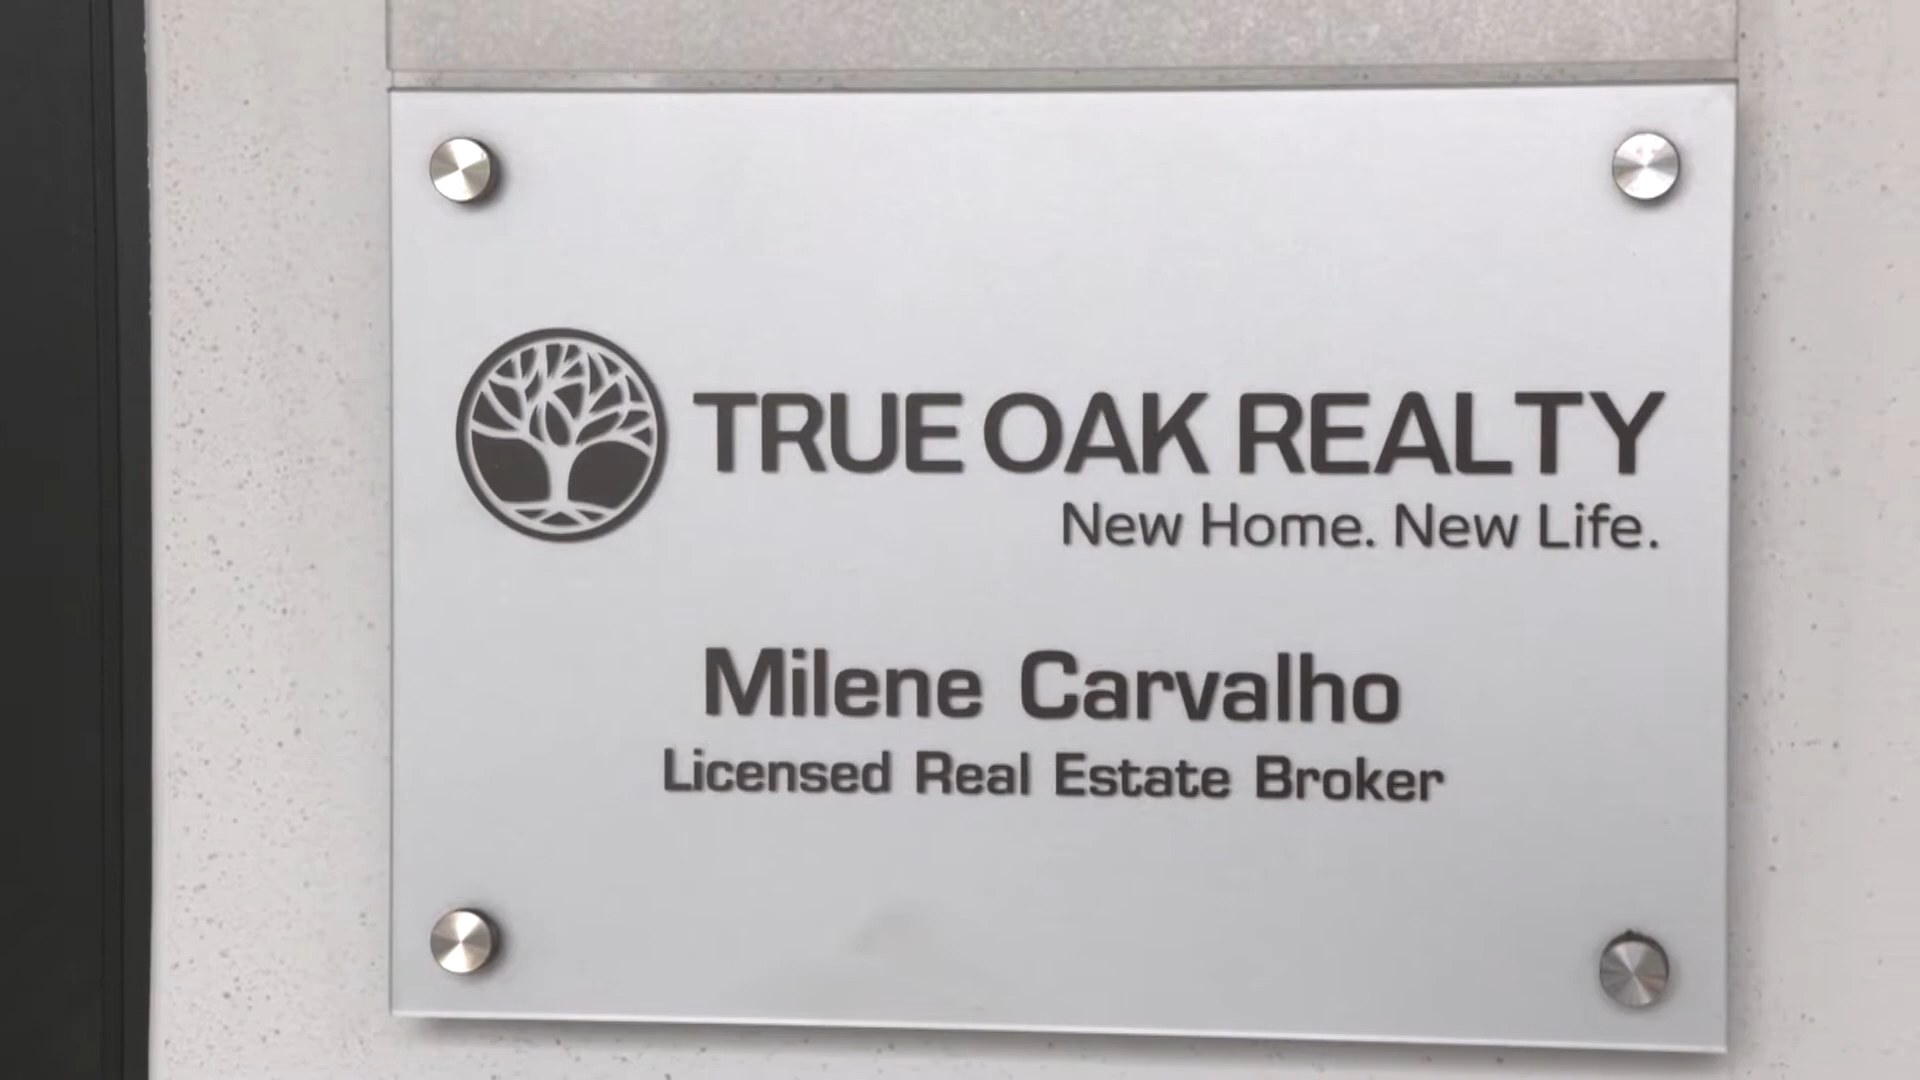 TRUE OAK REALTY
New Home. New Life.
Milene Carvalho
Licensed Real Estate Broker